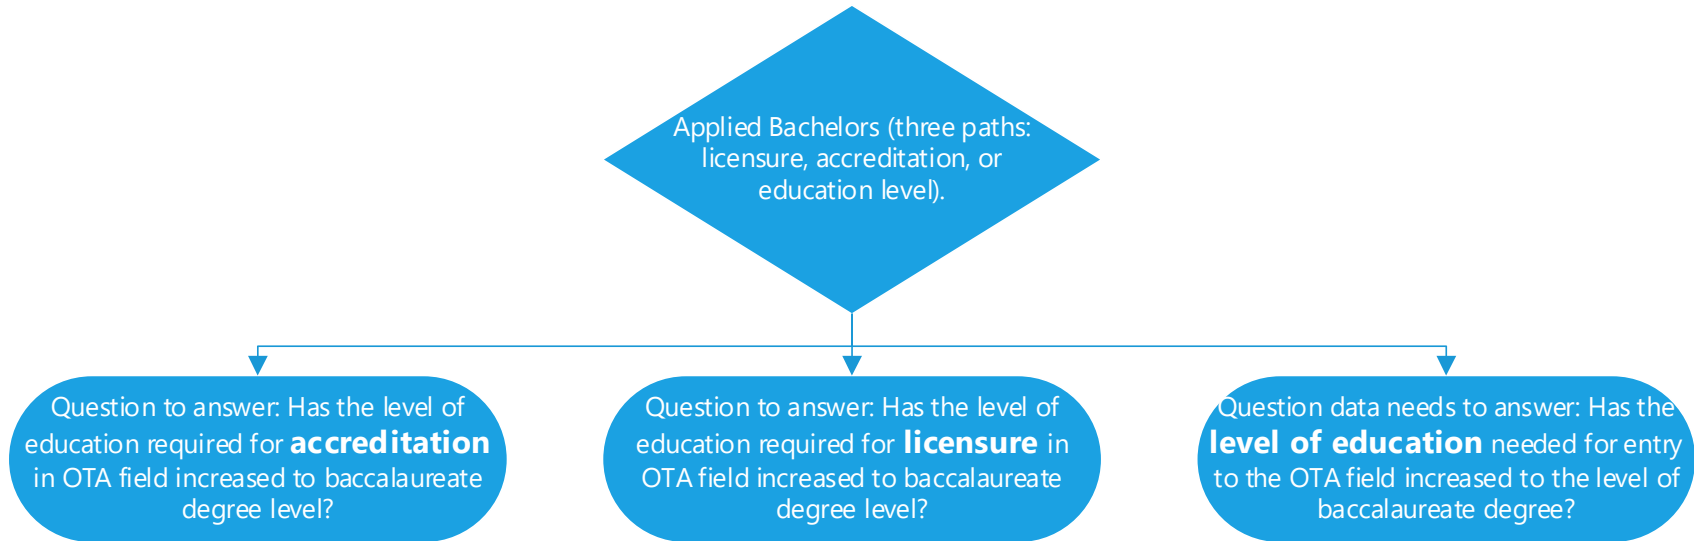 Applied Bachelors (three paths:
licensure, accreditation, or
education level).
Question to answer: Has the level of
education required for accreditation
in OTA field increased to baccalaureate
degree level?
Question to answer: Has the level of
education required for licensure in
OTA field increased to baccalaureate
degree level?
Question data needs to answer: Has the
level of education needed for entry
to the OTA field increased to the level of
baccalaureate degree?